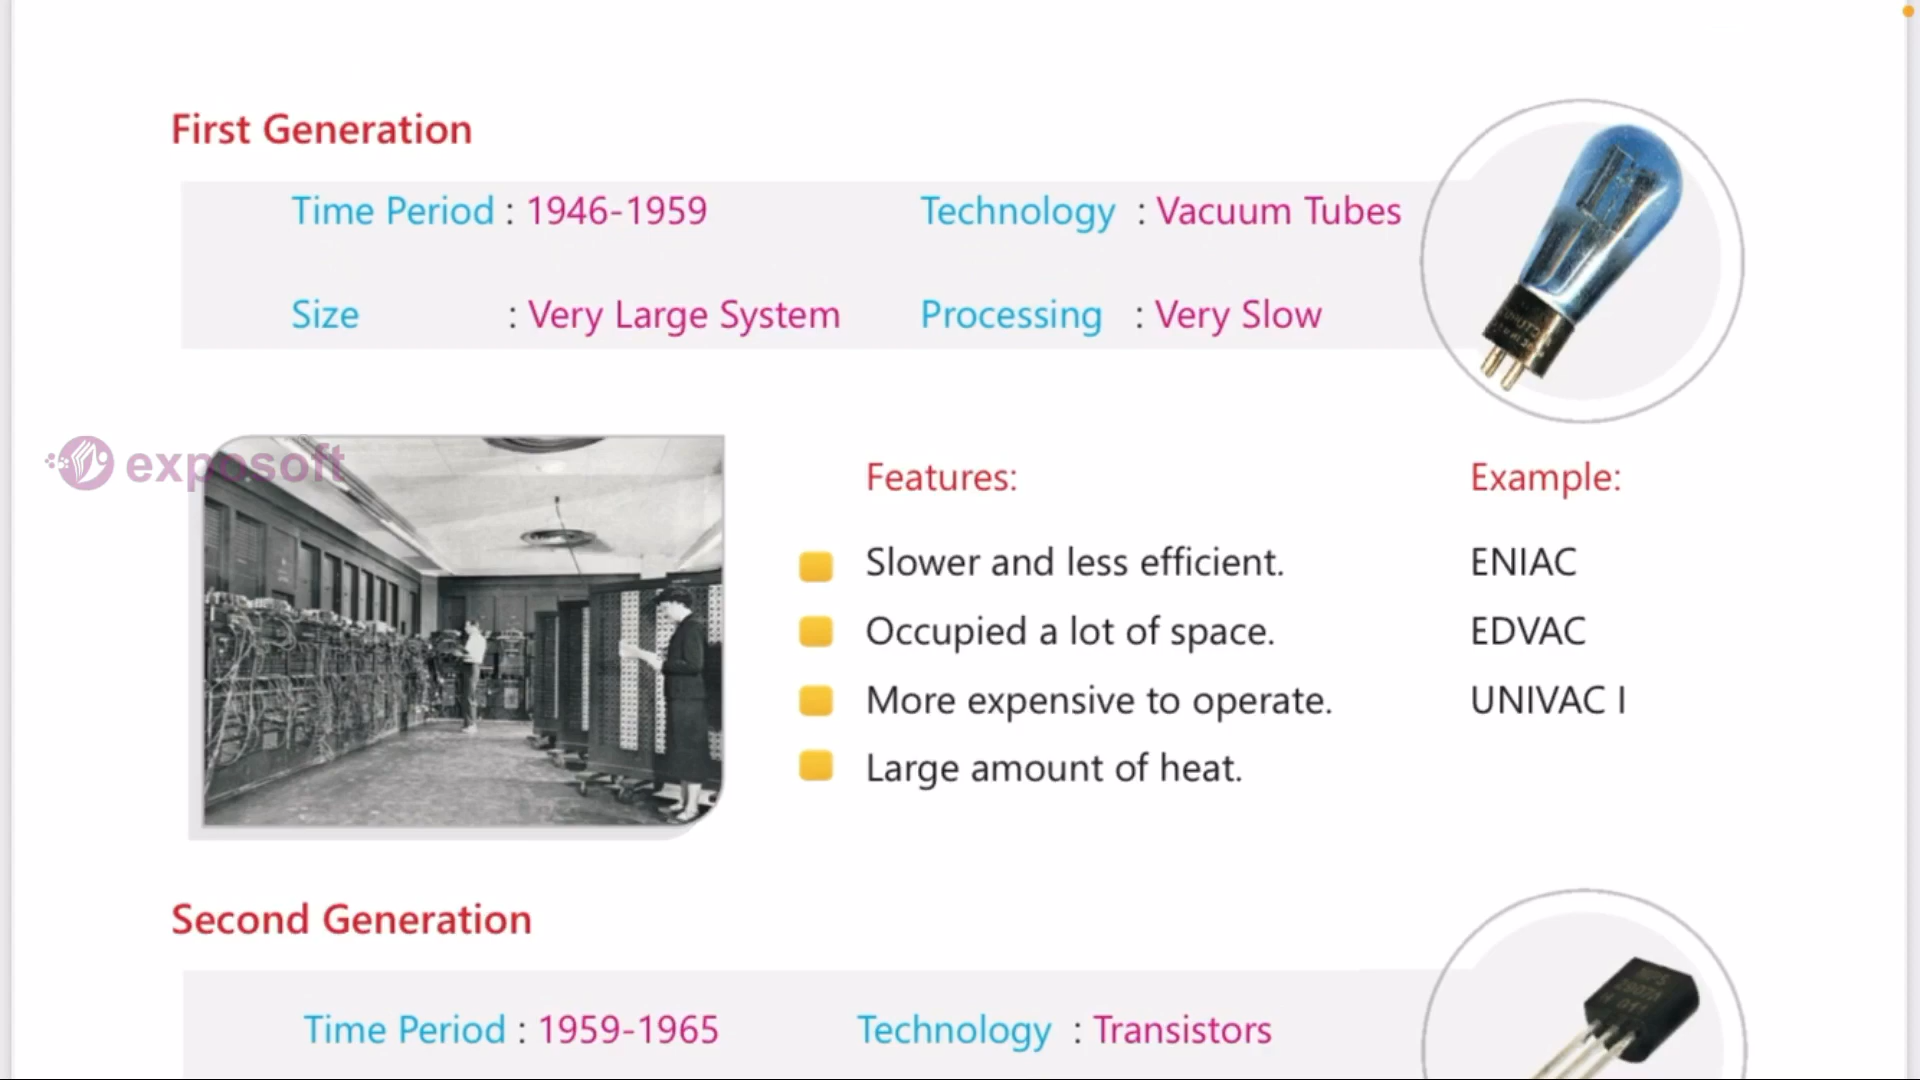 First Generation
Time Period : 1946-1959
Technology : Vacuum Tubes
Size : Very Large System
Processing : Very Slow
exposoft
Features:
Example:
Slower and less efficient.
ENIAC
Occupied a lot of space.
EDVAC
More expensive to operate.
UNIVAC I
Large amount of heat.
Second Generation
Time Period : 1959-1965
Technology : Transistors